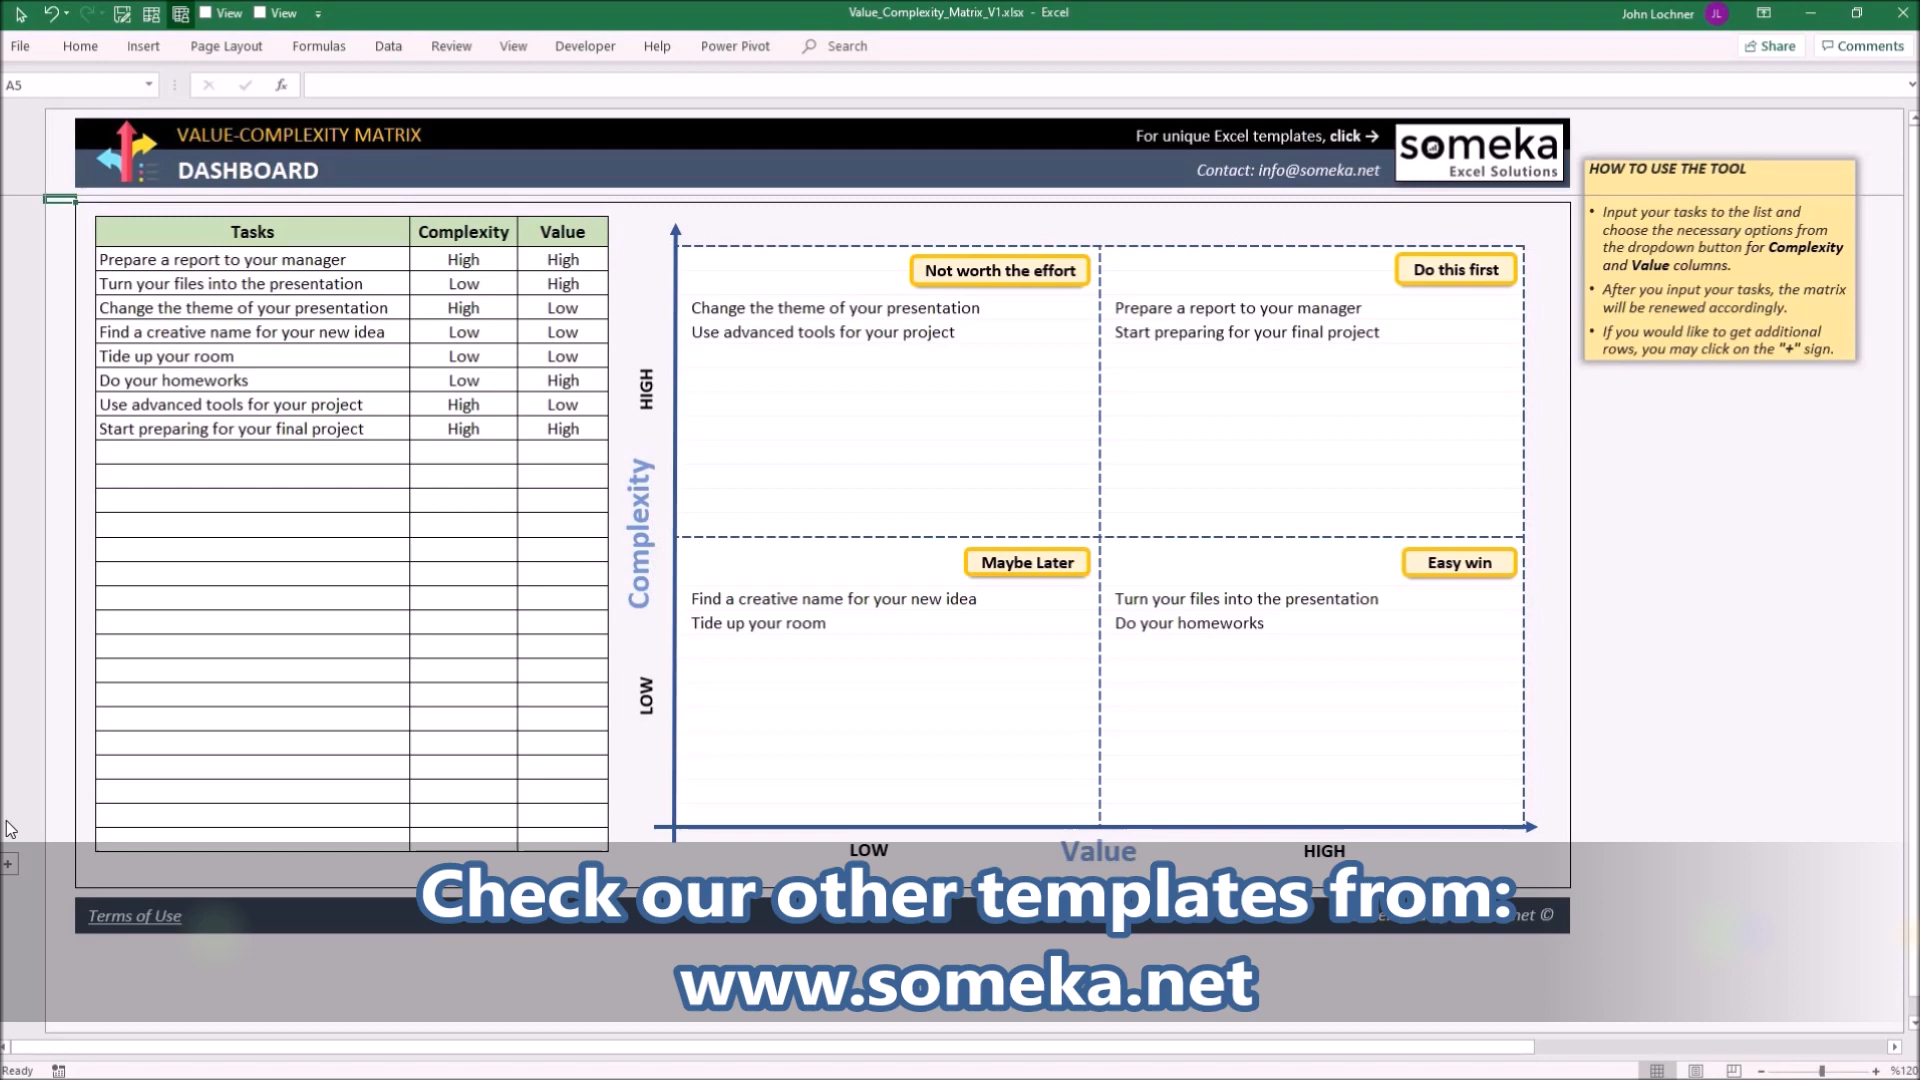 View
View
Value_Complexity_Matrix_V1.xlsx - Excel
John Lochner
JL
File
Home
Insert
Page Layout
Formulas
Data
Review
View
Developer
Help
Power Pivot
Search
Share
Comments
A5
fx
VALUE-COMPLEXITY MATRIX
DASHBOARD
For unique Excel templates, click →
Contact: info@someka.net
someka
Excel Solutions
HOW TO USE THE TOOL
• Input your tasks to the list and
choose the necessary options from
the dropdown button for Complexity
and Value columns.
• After you input your tasks, the matrix
will be renewed accordingly.
• If you would like to get additional
rows, you may click on the "+" sign.
Tasks Complexity Value
Prepare a report to your manager High High
Turn your files into the presentation Low High
Change the theme of your presentation High Low
Find a creative name for your new idea Low Low
Tide up your room Low Low
Do your homeworks Low High
Use advanced tools for your project High Low
Start preparing for your final project High High
HIGH
Complexity
LOW
Not worth the effort
Change the theme of your presentation
Use advanced tools for your project
Do this first
Prepare a report to your manager
Start preparing for your final project
Maybe Later
Find a creative name for your new idea
Tide up your room
Easy win
Turn your files into the presentation
Do your homeworks
LOW
Value
HIGH
Terms of Use
net ©
Check our other templates from:
www.someka.net
Ready
%120